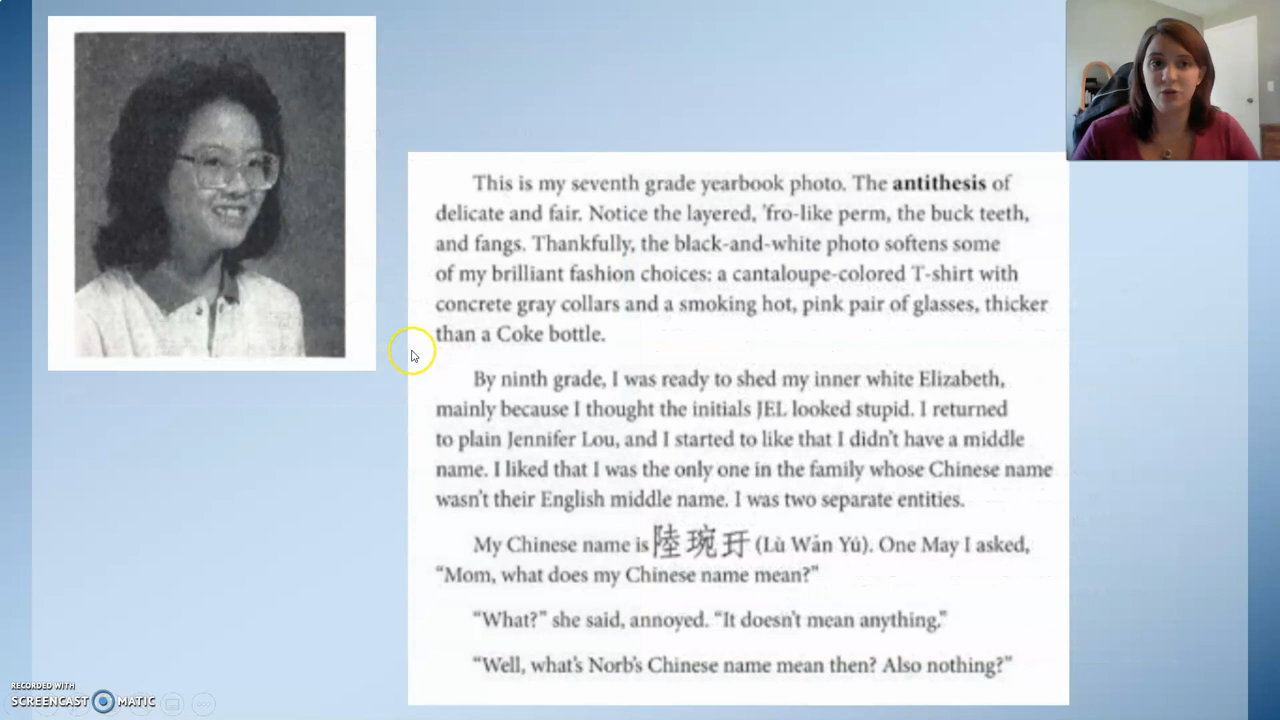 This is my seventh grade yearbook photo. The antithesis of
delicate and fair. Notice the layered, 'fro-like perm, the buck teeth,
and fangs. Thankfully, the black-and-white photo softens some
of my brilliant fashion choices: a cantaloupe-colored T-shirt with
concrete gray collars and a smoking hot, pink pair of glasses, thicker
than a Coke bottle.
By ninth grade, I was ready to shed my inner white Elizabeth,
mainly because I thought the initials JEL looked stupid. I returned
to plain Jennifer Lou, and I started to like that I didn't have a middle
name. I liked that I was the only one in the family whose Chinese name
wasn't their English middle name. I was two separate entities.
My Chinese name is 陸琬玗 (Lù Wǎn Yú). One May I asked,
“Mom, what does my Chinese name mean?”
“What?” she said, annoyed. “It doesn't mean anything.”
“Well, what's Norb's Chinese name mean then? Also nothing?”
RECORDED WITH
SCREENCAST MATIC